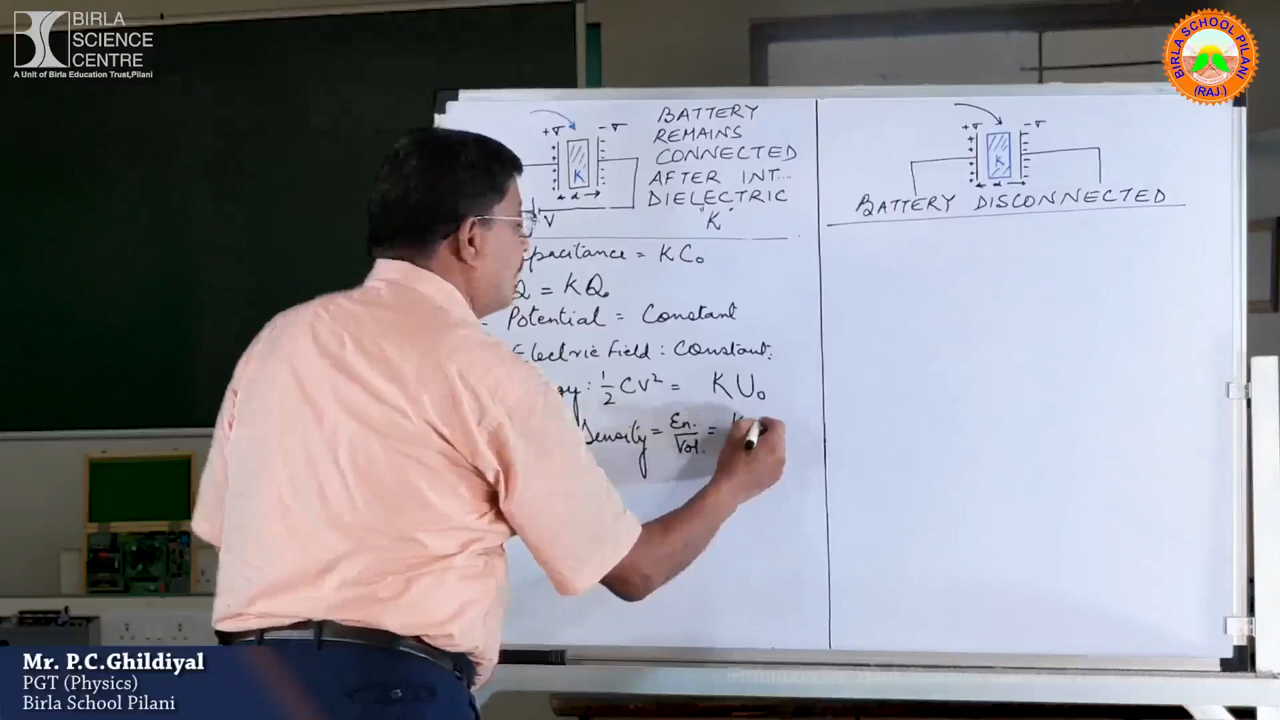 BIRLA
SCIENCE
CENTRE
A Unit of Birla Education Trust,Pilani
BIRLA SCHOOL PILANI
(RAJ.)
+σ -σ
K
d
V
BATTERY
REMAINS
CONNECTED
AFTER INT...
DIELECTRIC
"K"
= KC₀
Q = KQ₀
Potential = Constant
Electric Field : Constant.
: 1/2 CV² = KU₀
Density = En./Vol. =
+σ -σ
K
d
BATTERY DISCONNECTED
Mr. P.C.Ghildiyal
PGT (Physics)
Birla School Pilani